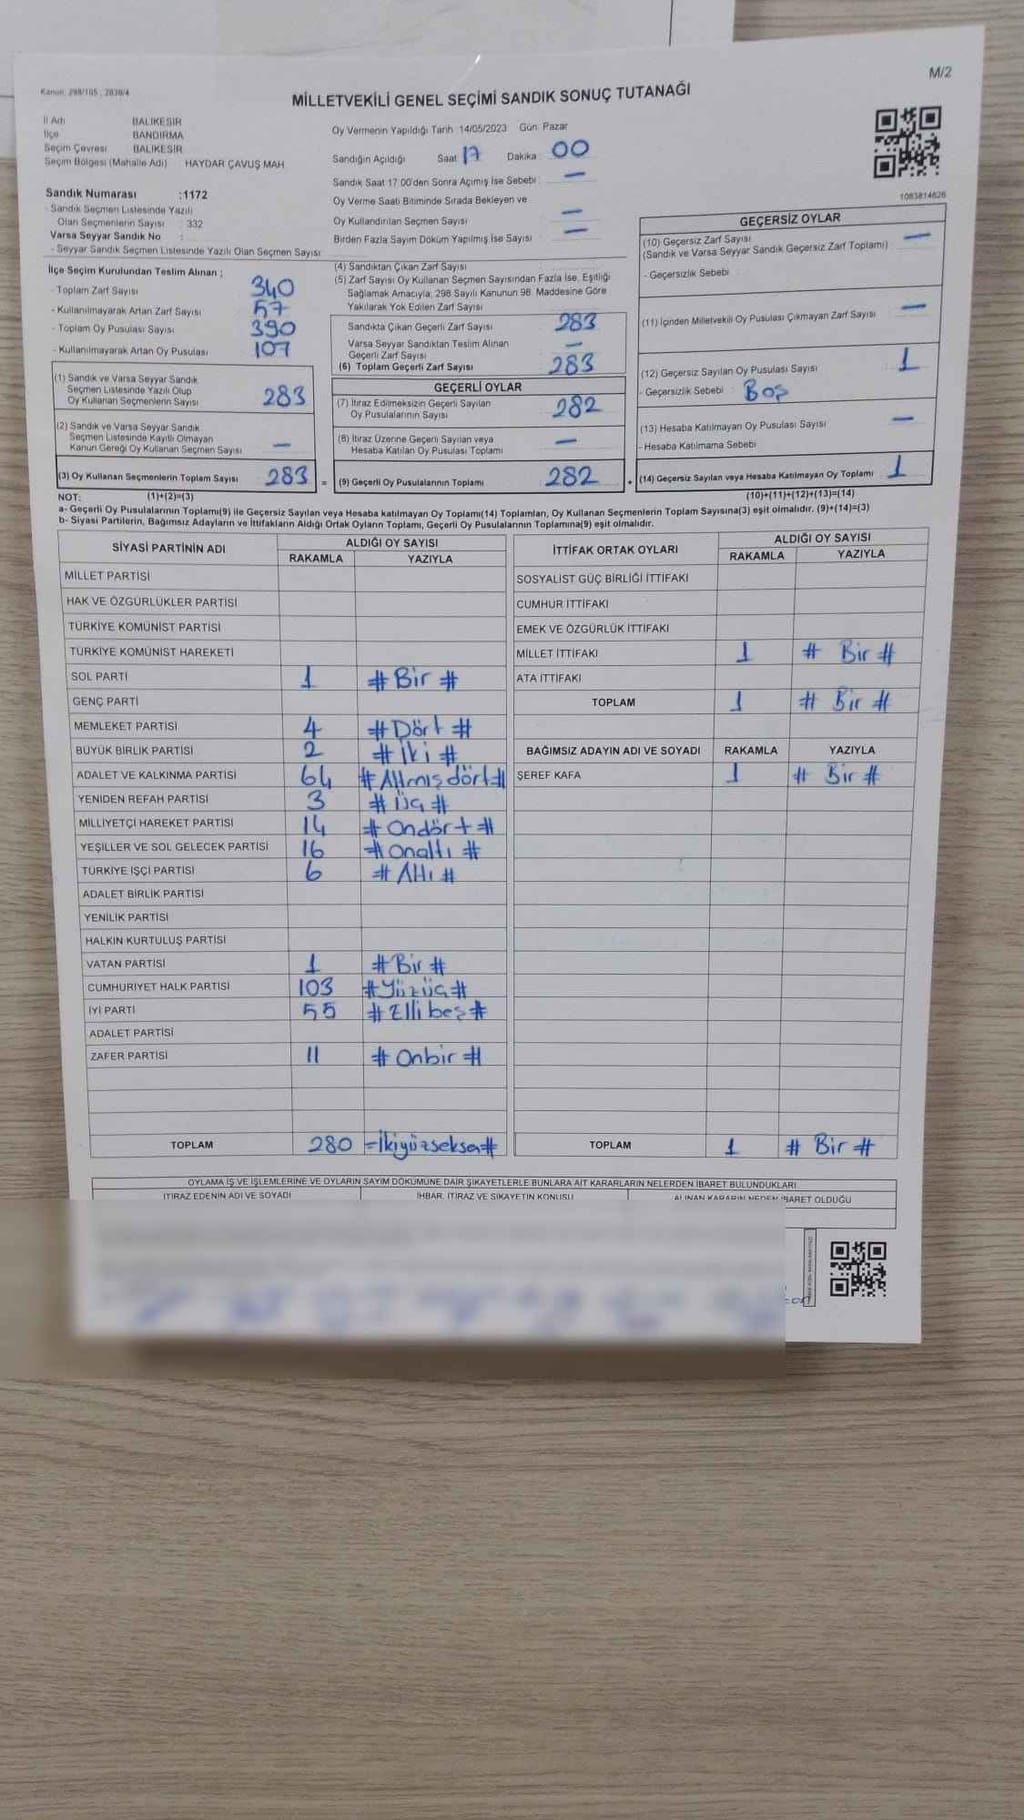 M/2
Kanun: 298/105 , 2839/4
MİLLETVEKİLİ GENEL SEÇİMİ SANDIK SONUÇ TUTANAĞI
İl Adı BALIKESİR
İlçe BANDIRMA
Seçim Çevresi BALIKESİR
Seçim Bölgesi (Mahalle Adı) HAYDAR ÇAVUŞ MAH
Sandık Numarası :1172
- Sandık Seçmen Listesinde Yazılı
Olan Seçmenlerin Sayısı : 332
Varsa Seyyar Sandık No :
- Seyyar Sandık Seçmen Listesinde Yazılı Olan Seçmen Sayısı:
Oy Vermenin Yapıldığı Tarih 14/05/2023 Gün Pazar
Sandığın Açıldığı Saat 17 Dakika 00
Sandık Saat 17.00'den Sonra Açımış İse Sebebi : —
Oy Verme Saati Bitiminde Sırada Bekleyen ve
Oy Kullandırılan Seçmen Sayısı —
Birden Fazla Sayım Döküm Yapılmış İse Sayısı —
1083814626
İlçe Seçim Kurulundan Teslim Alınan ;
- Toplam Zarf Sayısı 340
- Kullanılmayarak Artan Zarf Sayısı 57
- Toplam Oy Pusulası Sayısı 390
- Kullanılmayarak Artan Oy Pusulası 107
(1) Sandık ve Varsa Seyyar Sandık
Seçmen Listesinde Yazılı Olup
Oy Kullanan Seçmenlerin Sayısı 283
(2) Sandık ve Varsa Seyyar Sandık
Seçmen Listesinde Kayıtlı Olmayan
Kanun Gereği Oy Kullanan Seçmen Sayısı —
(3) Oy Kullanan Seçmenlerin Toplam Sayısı 283 =
(4) Sandıktan Çıkan Zarf Sayısı
(5) Zarf Sayısı Oy Kullanan Seçmen Sayısından Fazla İse, Eşitliği
Sağlamak Amacıyla, 298 Sayılı Kanunun 98. Maddesine Göre
Yakılarak Yok Edilen Zarf Sayısı
Sandıkta Çıkan Geçerli Zarf Sayısı 283
Varsa Seyyar Sandıktan Teslim Alınan
Geçerli Zarf Sayısı —
(6) Toplam Geçerli Zarf Sayısı 283
GEÇERLİ OYLAR
(7) İtiraz Edilmeksizin Geçerli Sayılan
Oy Pusulalarının Sayısı 282
(8) İtiraz Üzerine Geçerli Sayılan veya
Hesaba Katılan Oy Pusulası Toplamı —
(9) Geçerli Oy Pusulalarının Toplamı 282 +
GEÇERSİZ OYLAR
(10) Geçersiz Zarf Sayısı —
(Sandık ve Varsa Seyyar Sandık Geçersiz Zarf Toplamı)
- Geçersizlik Sebebi
(11) İçinden Milletvekili Oy Pusulası Çıkmayan Zarf Sayısı —
(12) Geçersiz Sayılan Oy Pusulası Sayısı 1
- Geçersizlik Sebebi : Boş
(13) Hesaba Katılmayan Oy Pusulası Sayısı —
- Hesaba Katılmama Sebebi
(14) Geçersiz Sayılan veya Hesaba Katılmayan Oy Toplamı 1
NOT: (1)+(2)=(3) (10)+(11)+(12)+(13)=(14)
a- Geçerli Oy Pusulalarının Toplamı(9) ile Geçersiz Sayılan veya Hesaba katılmayan Oy Toplamı(14) Toplamları, Oy Kullanan Seçmenlerin Toplam Sayısına(3) eşit olmalıdır. (9)+(14)=(3)
b- Siyasi Partilerin, Bağımsız Adayların ve İttifakların Aldığı Ortak Oyların Toplamı, Geçerli Oy Pusulalarının Toplamına(9) eşit olmalıdır.
SİYASİ PARTİNİN ADI ALDIĞI OY SAYISI
RAKAMLA YAZIYLA
MİLLET PARTİSİ
HAK VE ÖZGÜRLÜKLER PARTİSİ
TÜRKİYE KOMÜNİST PARTİSİ
TÜRKİYE KOMÜNİST HAREKETİ
SOL PARTİ 1 # Bir #
GENÇ PARTİ
MEMLEKET PARTİSİ 4 # Dört #
BÜYÜK BİRLİK PARTİSİ 2 # İki #
ADALET VE KALKINMA PARTİSİ 64 # Altmışdört #
YENİDEN REFAH PARTİSİ 3 # Üç #
MİLLİYETÇİ HAREKET PARTİSİ 14 # Ondört #
YEŞİLLER VE SOL GELECEK PARTİSİ 16 # Onaltı #
TÜRKİYE İŞÇİ PARTİSİ 6 # Altı #
ADALET BİRLİK PARTİSİ
YENİLİK PARTİSİ
HALKIN KURTULUŞ PARTİSİ
VATAN PARTİSİ 1 # Bir #
CUMHURİYET HALK PARTİSİ 103 # Yüzüç #
İYİ PARTİ 55 # Elli beş #
ADALET PARTİSİ
ZAFER PARTİSİ 11 # Onbir #
TOPLAM 280 # İkiyüzseksen #
İTTİFAK ORTAK OYLARI ALDIĞI OY SAYISI
RAKAMLA YAZIYLA
SOSYALİST GÜÇ BİRLİĞİ İTTİFAKI
CUMHUR İTTİFAKI
EMEK VE ÖZGÜRLÜK İTTİFAKI
MİLLET İTTİFAKI 1 # Bir #
ATA İTTİFAKI
TOPLAM 1 # Bir #
BAĞIMSIZ ADAYIN ADI VE SOYADI RAKAMLA YAZIYLA
ŞEREF KAFA 1 # Bir #
TOPLAM 1 # Bir #
OYLAMA İŞ VE İŞLEMLERİNE VE OYLARIN SAYIM DÖKÜMÜNE DAİR ŞİKAYETLERLE BUNLARA AİT KARARLARIN NELERDEN İBARET BULUNDUKLARI
İTİRAZ EDENİN ADI VE SOYADI İHBAR, İTİRAZ VE ŞİKAYETİN KONUSU ALINAN KARARIN NEDEN İBARET OLDUĞU